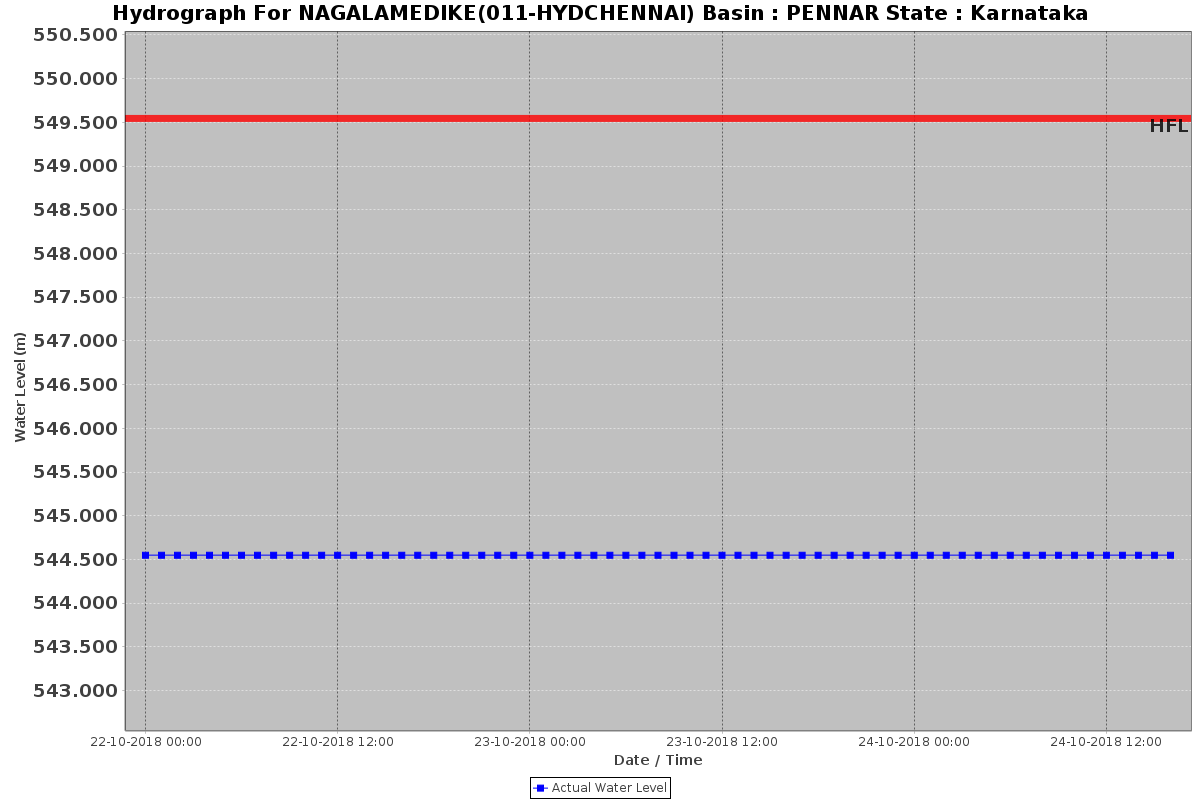 Hydrograph For NAGALAMEDIKE(011-HYDCHENNAI) Basin : PENNAR State : Karnataka
550.500
550.000
549.500
HFL
549.000
548.500
548.000
547.500
547.000
546.500
546.000
545.500
545.000
544.500
544.000
543.500
543.000
Water Level (m)
22-10-2018 00:00 22-10-2018 12:00 23-10-2018 00:00 23-10-2018 12:00 24-10-2018 00:00 24-10-2018 12:00
Date / Time
Actual Water Level